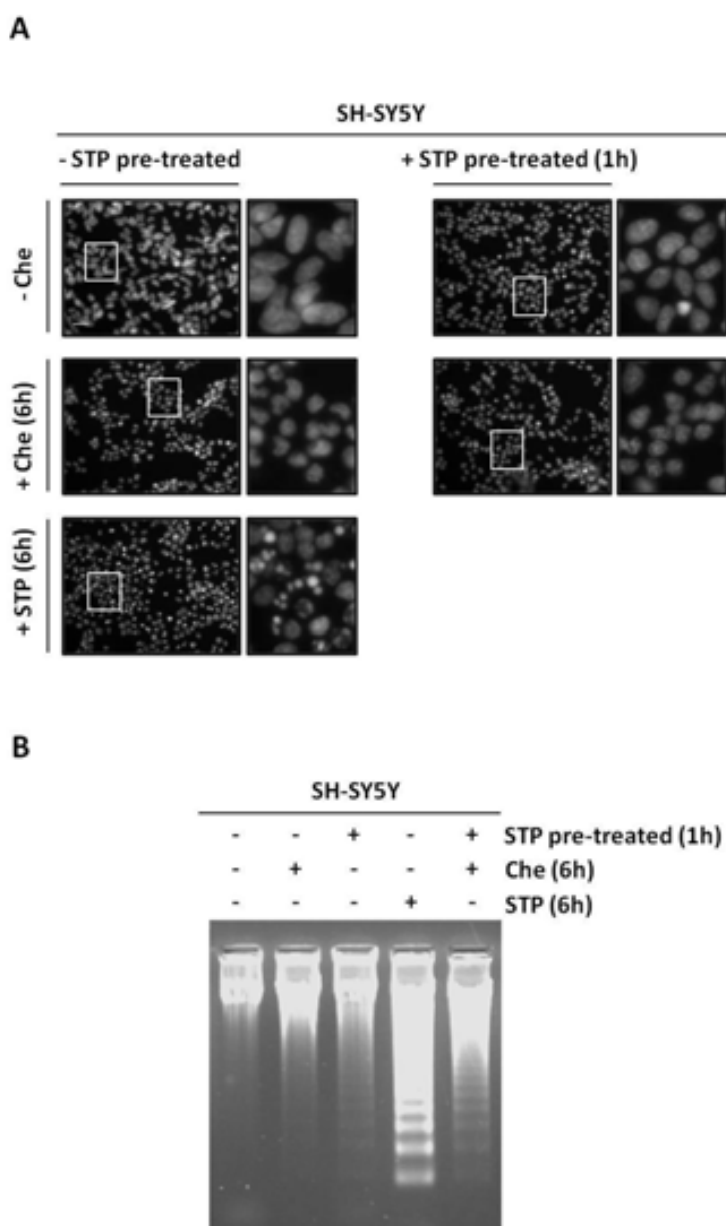 A
SH-SY5Y
- STP pre-treated
+ STP pre-treated (1h)
- Che
+ Che (6h)
+ STP (6h)
B
SH-SY5Y
- - + - + STP pre-treated (1h)
- + - - + Che (6h)
- - - + - STP (6h)